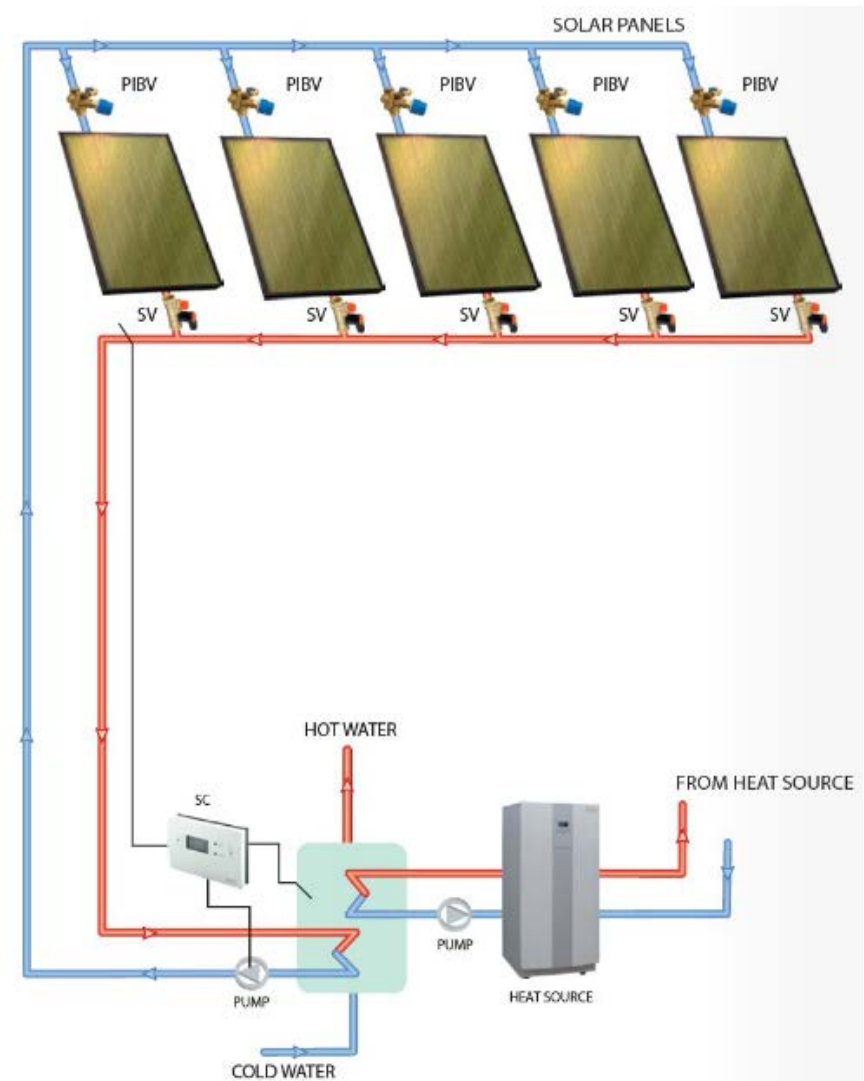 SOLAR PANELS
PIBV
PIBV
PIBV
PIBV
PIBV
SV
SV
SV
SV
SV
HOT WATER
FROM HEAT SOURCE
SC
PUMP
PUMP
HEAT SOURCE
COLD WATER